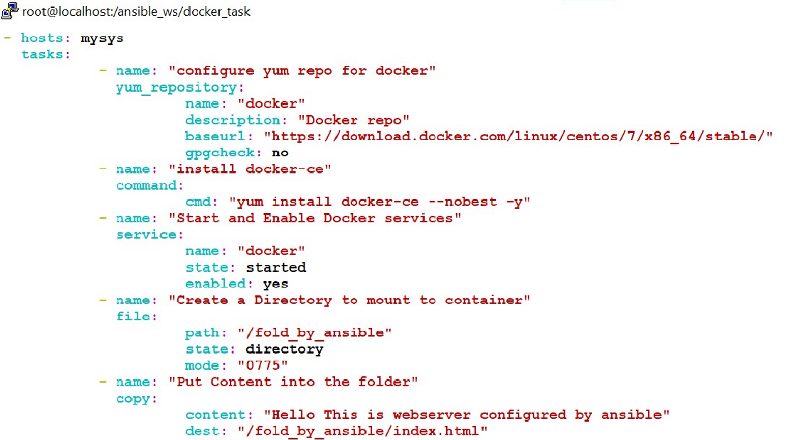 root@localhost:/ansible_ws/docker_task
- hosts: mysys
  tasks:
          - name: "configure yum repo for docker"
            yum_repository:
                    name: "docker"
                    description: "Docker repo"
                    baseurl: "https://download.docker.com/linux/centos/7/x86_64/stable/"
                    gpgcheck: no
          - name: "install docker-ce"
            command:
                    cmd: "yum install docker-ce --nobest -y"
          - name: "Start and Enable Docker services"
            service:
                    name: "docker"
                    state: started
                    enabled: yes
          - name: "Create a Directory to mount to container"
            file:
                    path: "/fold_by_ansible"
                    state: directory
                    mode: "0775"
          - name: "Put Content into the folder"
            copy:
                    content: "Hello This is webserver configured by ansible"
                    dest: "/fold_by_ansible/index.html"